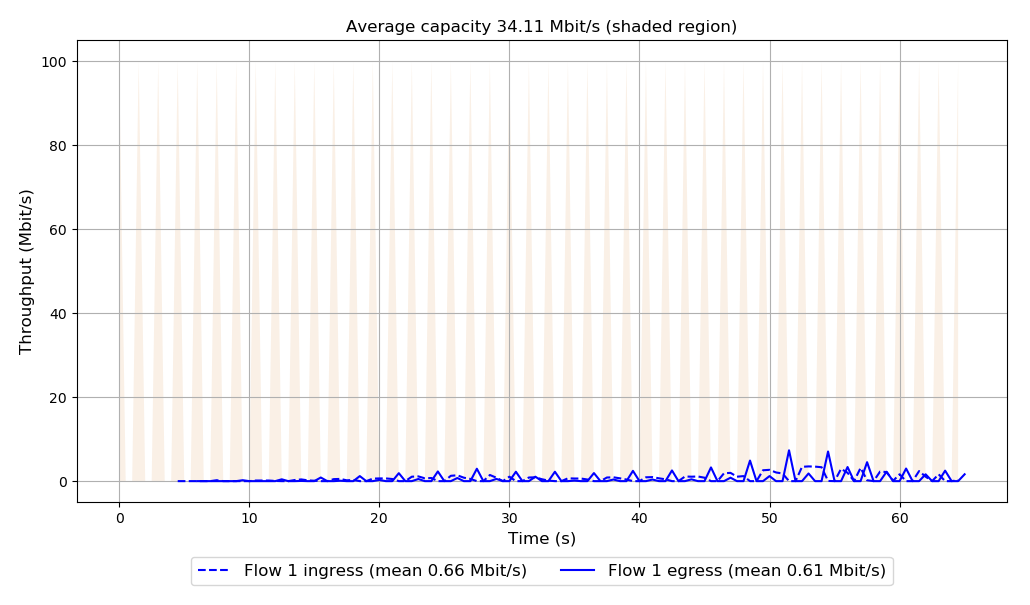 Average capacity 34.11 Mbit/s (shaded region)
Throughput (Mbit/s)
100
80
60
40
20
0
0 10 20 30 40 50 60
Time (s)
Flow 1 ingress (mean 0.66 Mbit/s) Flow 1 egress (mean 0.61 Mbit/s)